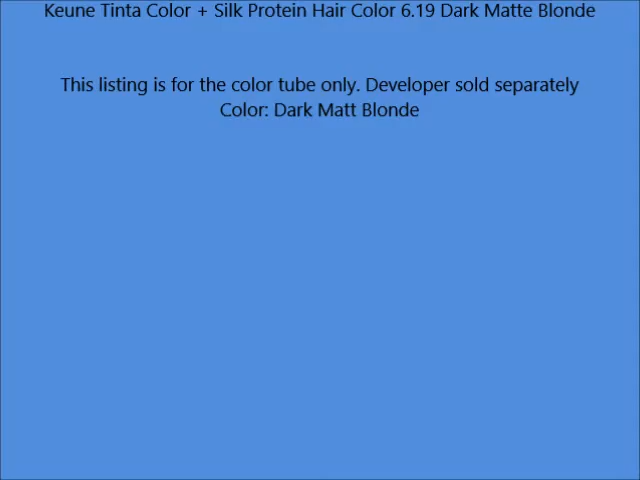 Keune Tinta Color + Silk Protein Hair Color 6.19 Dark Matte Blonde
This listing is for the color tube only. Developer sold separately
Color: Dark Matt Blonde